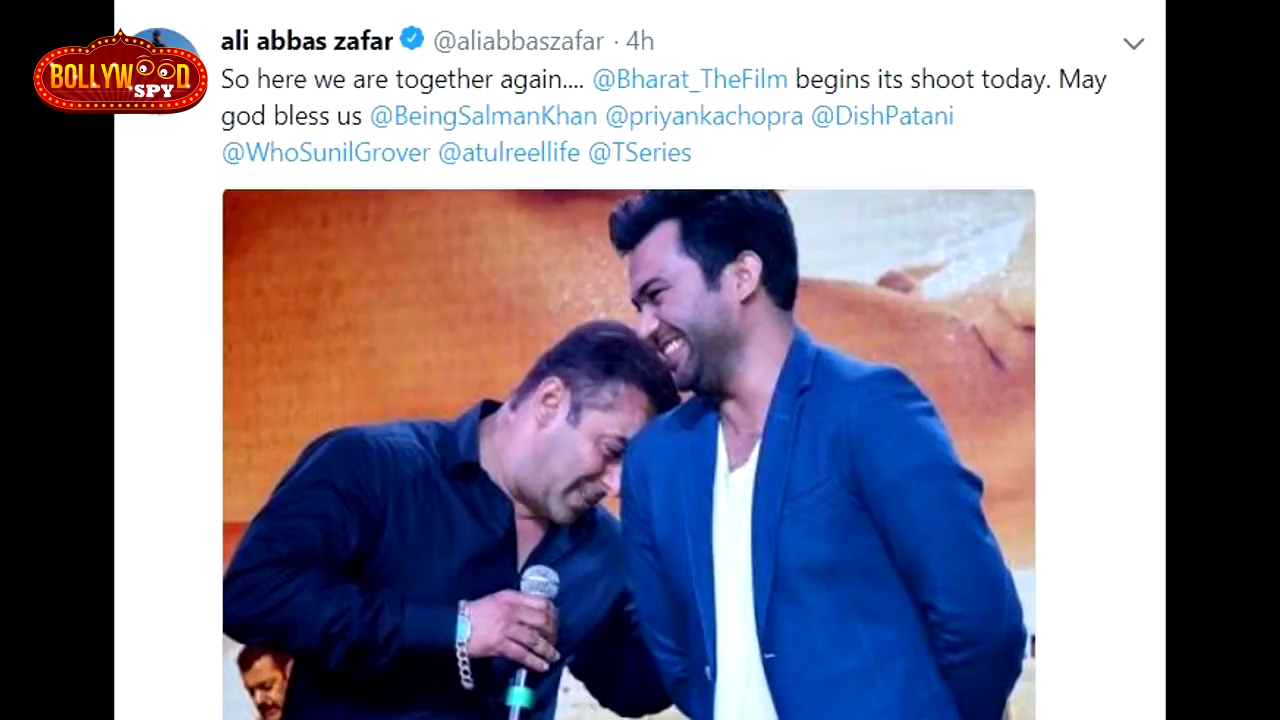 BOLLYWOOD
SPY
ali abbas zafar @aliabbaszafar · 4h
So here we are together again.... @Bharat_TheFilm begins its shoot today. May
god bless us @BeingSalmanKhan @priyankachopra @DishPatani
@WhoSunilGrover @atulreellife @TSeries